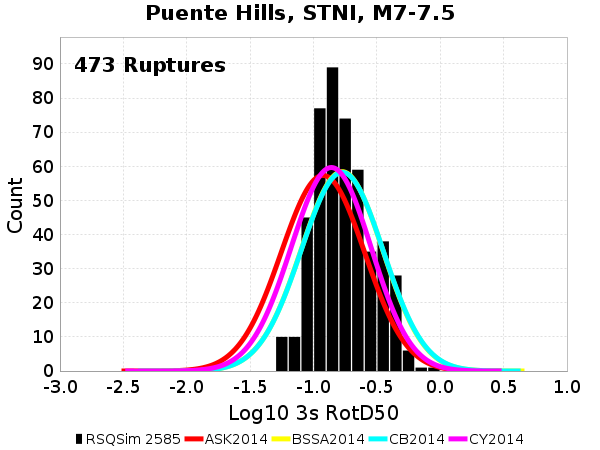 Puente Hills, STNI, M7-7.5
473 Ruptures
Count
90
80
70
60
50
40
30
20
10
0
-3.0 -2.5 -2.0 -1.5 -1.0 -0.5 0.0 0.5 1.0
Log10 3s RotD50
RSQSim 2585 ASK2014 BSSA2014 CB2014 CY2014